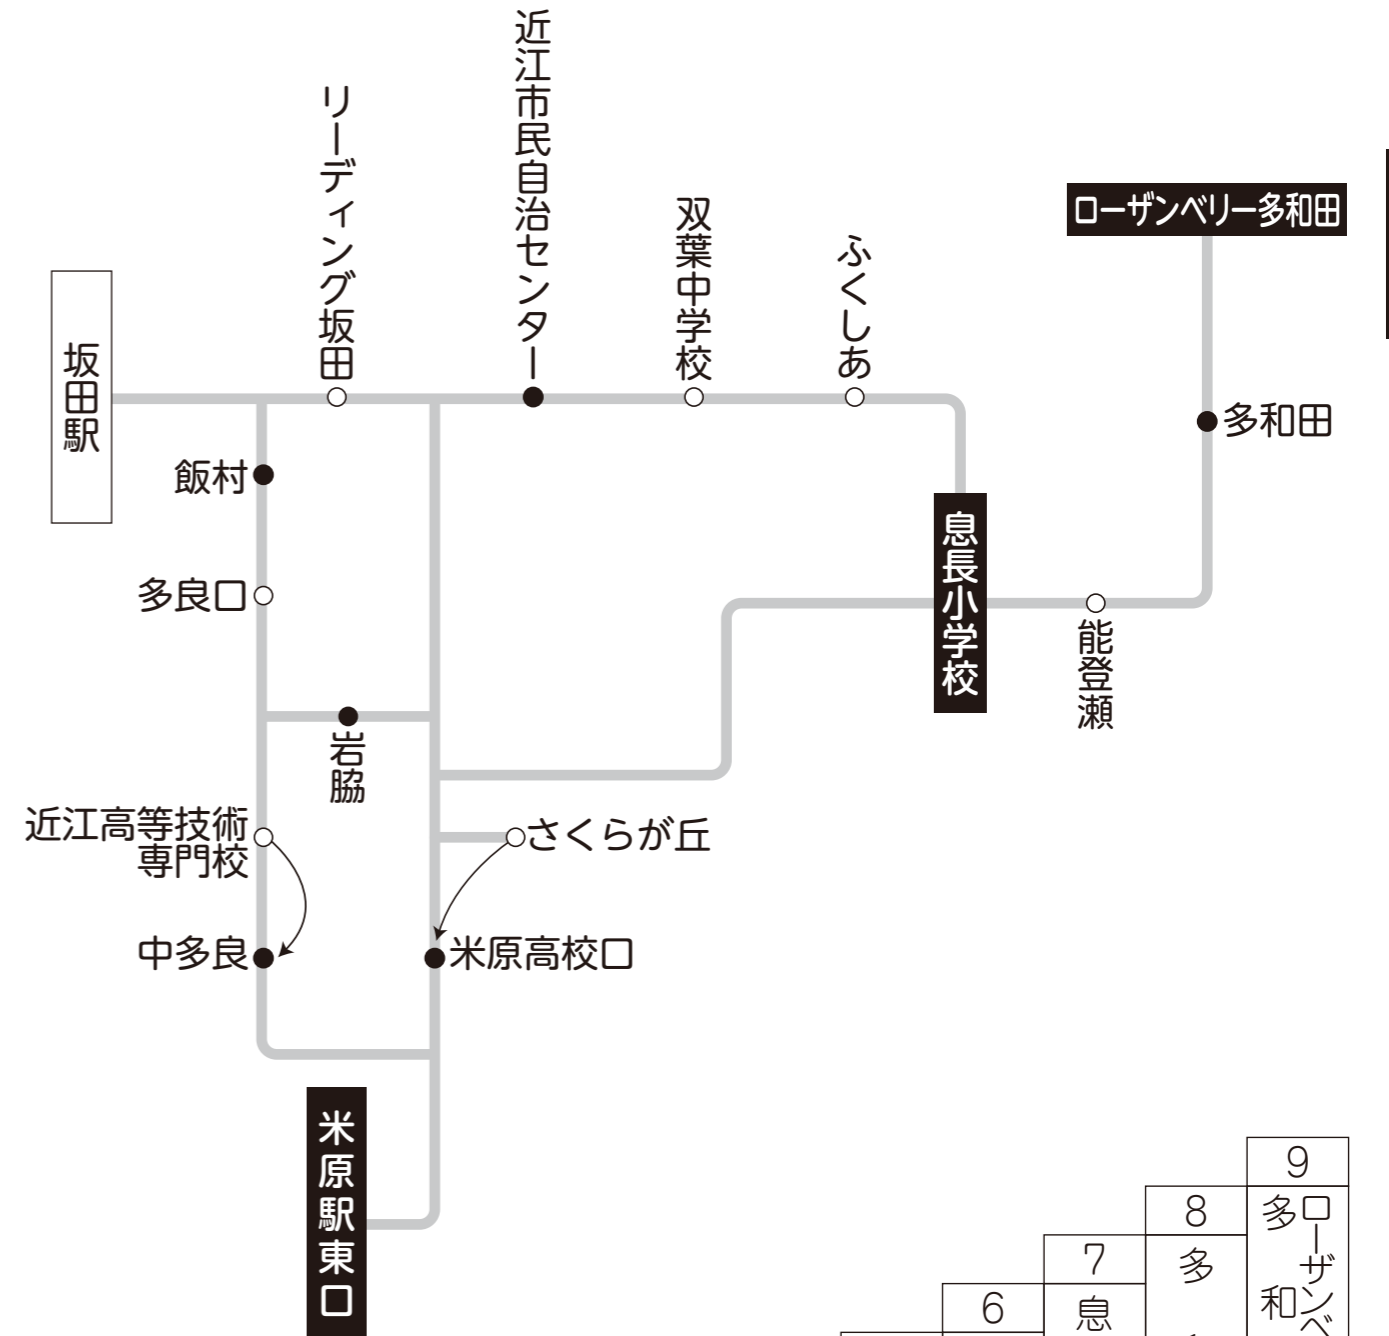 近江市民自治センター
リーディング坂田
双葉中学校
ふくしあ
ローザンベリー多和田
坂田駅
多和田
飯村
多良口
息長小学校
能登瀬
岩脇
近江高等技術
専門校
さくらが丘
中多良
米原高校口
米原駅東口
9
ローザンベ
多和
8
多
7
息
6